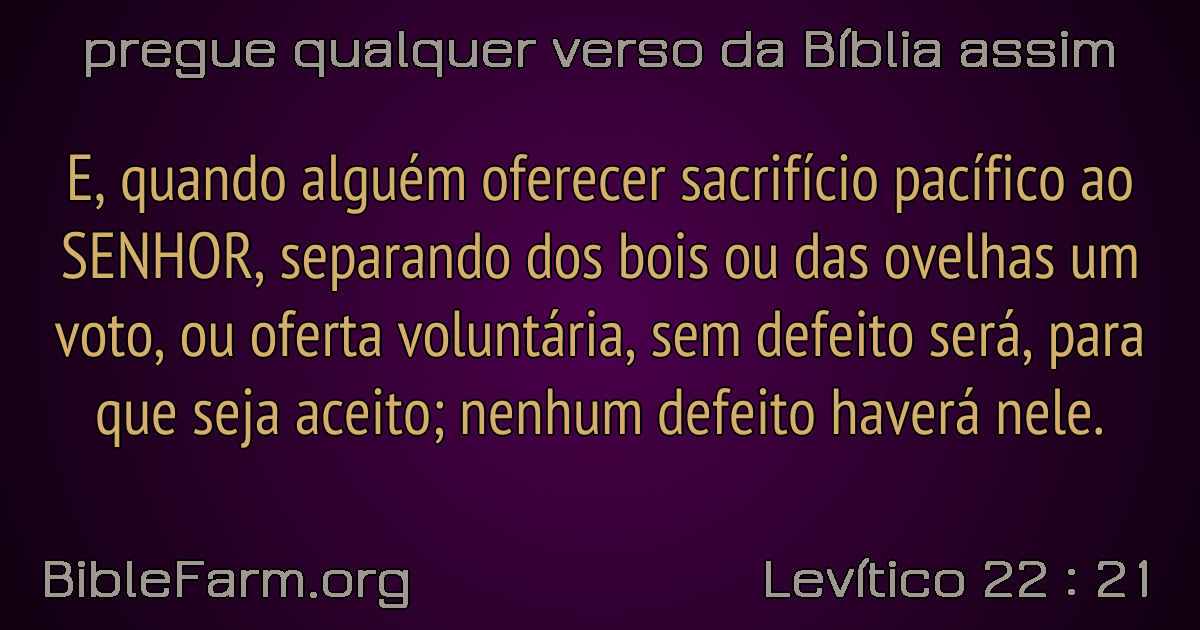 pregue qualquer verso da Bíblia assim
E, quando alguém oferecer sacrifício pacífico ao
SENHOR, separando dos bois ou das ovelhas um
voto, ou oferta voluntária, sem defeito será, para
que seja aceito; nenhum defeito haverá nele.
BibleFarm.org
Levítico 22 : 21